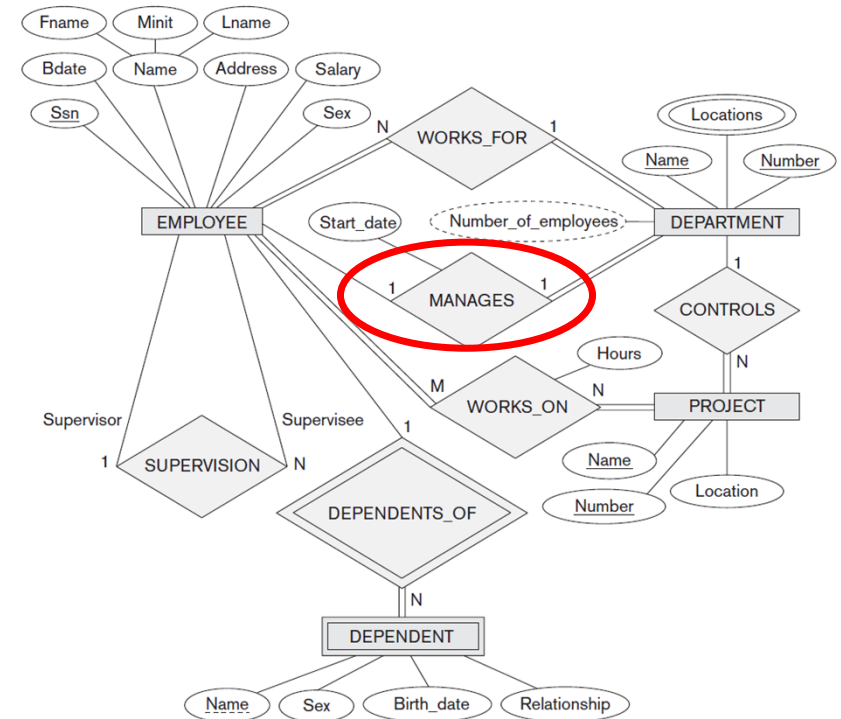 Fname Minit Lname
Bdate Name Address Salary
Ssn Sex
N WORKS_FOR 1
Locations
Name Number
EMPLOYEE Start_date Number_of_employees DEPARTMENT
1 MANAGES 1
1
CONTROLS
N
Hours
M WORKS_ON N PROJECT
Supervisor Supervisee
1 SUPERVISION N
1
Name
Number Location
DEPENDENTS_OF
N
DEPENDENT
Name Sex Birth_date Relationship